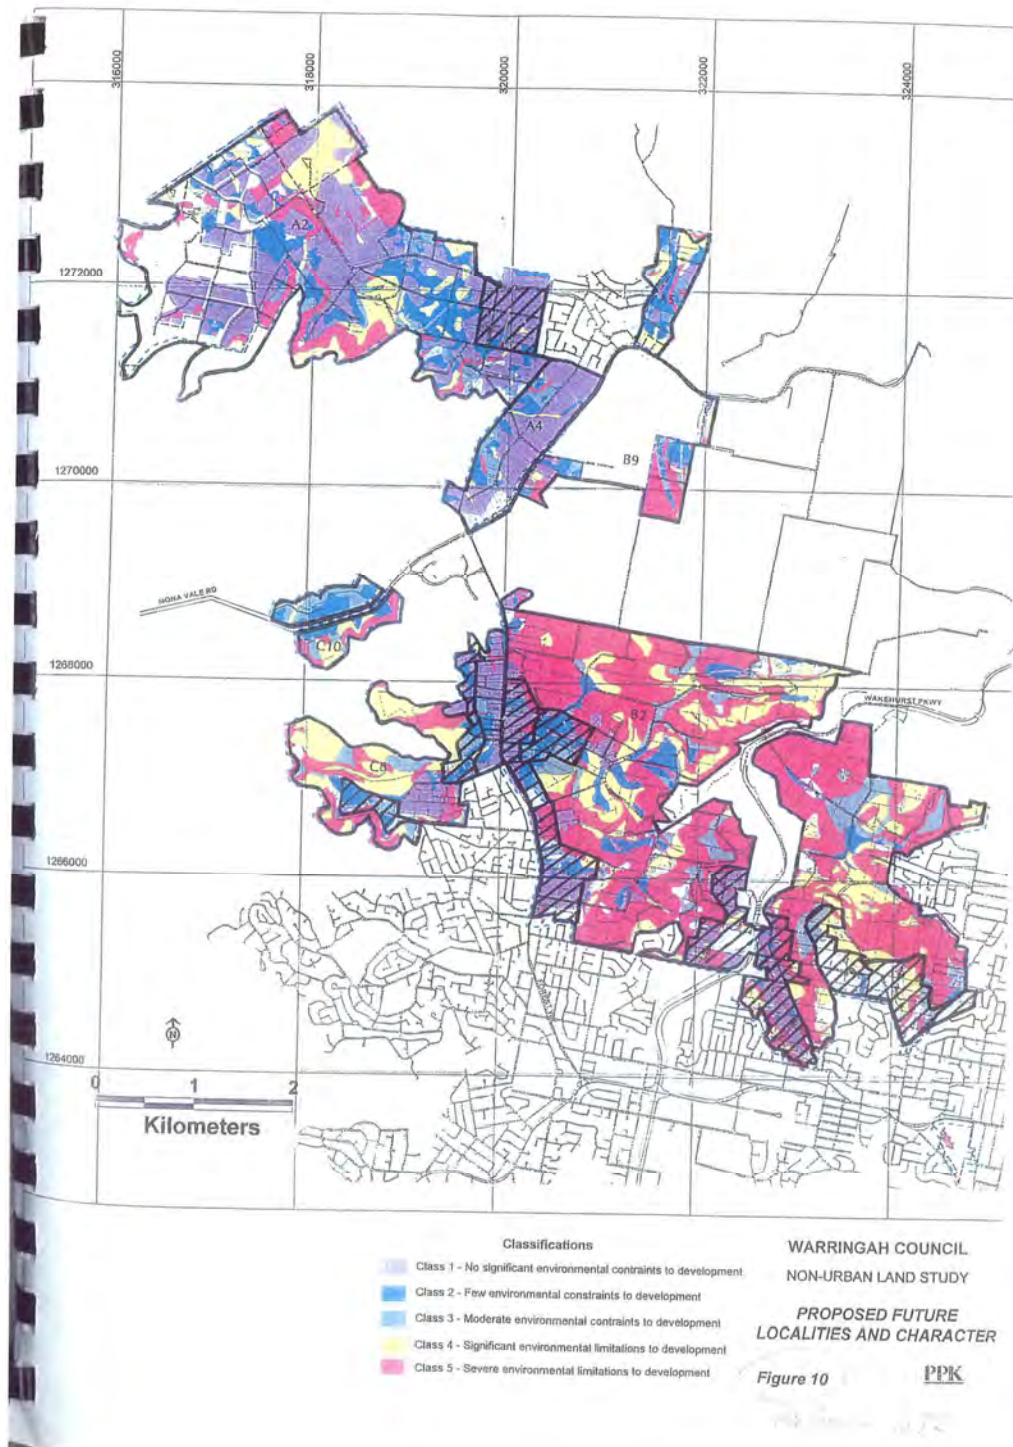 316000
318000
320000
322000
324000
A2
1272000
A4
B9
1270000
MONA VALE RD
C10
1268000
B2
WAKEHURST PKWY
C8
1266000
1264000
N
0 1 2
Kilometers
Classifications
Class 1 - No significant environmental contraints to development
Class 2 - Few environmental constraints to development
Class 3 - Moderate environmental contraints to development
Class 4 - Significant environmental limitations to development
Class 5 - Severe environmental limitations to development
WARRINGAH COUNCIL
NON-URBAN LAND STUDY
PROPOSED FUTURE
LOCALITIES AND CHARACTER
Figure 10
PPK